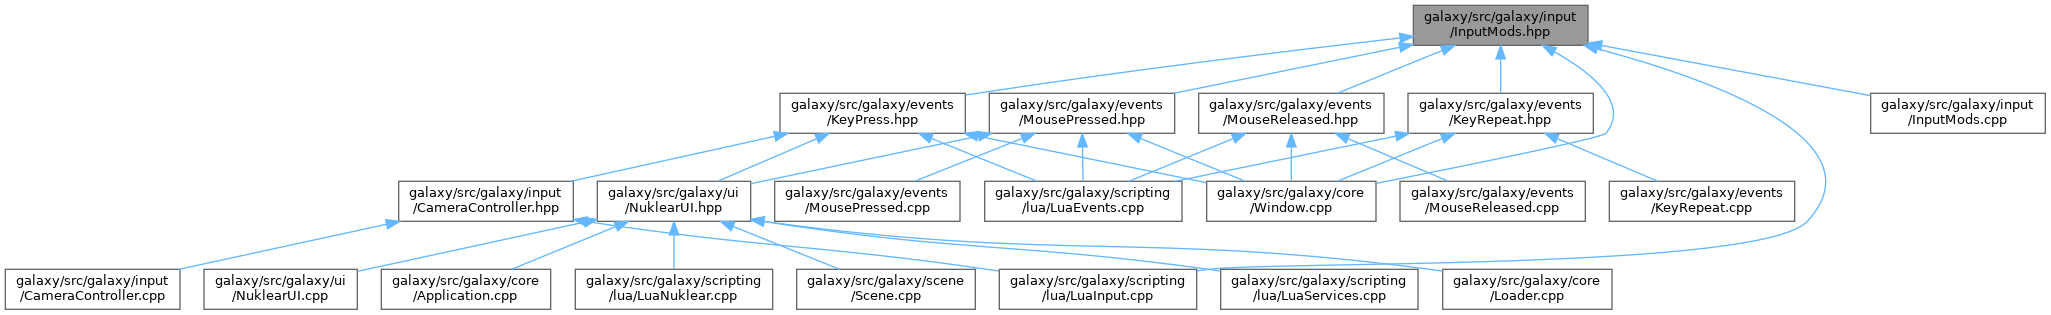 galaxy/src/galaxy/input
/InputMods.hpp
galaxy/src/galaxy/events
/KeyPress.hpp
galaxy/src/galaxy/events
/MousePressed.hpp
galaxy/src/galaxy/events
/MouseReleased.hpp
galaxy/src/galaxy/events
/KeyRepeat.hpp
galaxy/src/galaxy/input
/InputMods.cpp
galaxy/src/galaxy/input
/CameraController.hpp
galaxy/src/galaxy/ui
/NuklearUI.hpp
galaxy/src/galaxy/events
/MousePressed.cpp
galaxy/src/galaxy/scripting
/lua/LuaEvents.cpp
galaxy/src/galaxy/core
/Window.cpp
galaxy/src/galaxy/events
/MouseReleased.cpp
galaxy/src/galaxy/events
/KeyRepeat.cpp
galaxy/src/galaxy/input
/CameraController.cpp
galaxy/src/galaxy/ui
/NuklearUI.cpp
galaxy/src/galaxy/core
/Application.cpp
galaxy/src/galaxy/scripting
/lua/LuaNuklear.cpp
galaxy/src/galaxy/scene
/Scene.cpp
galaxy/src/galaxy/scripting
/lua/LuaInput.cpp
galaxy/src/galaxy/scripting
/lua/LuaServices.cpp
galaxy/src/galaxy/core
/Loader.cpp